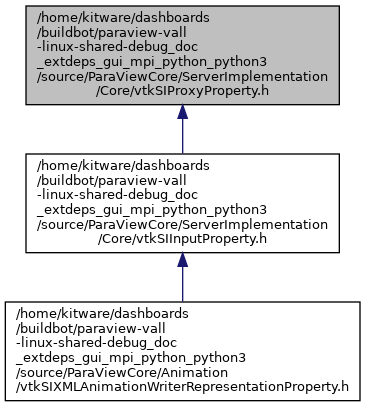 /home/kitware/dashboards
/buildbot/paraview-vall
-linux-shared-debug_doc
_extdeps_gui_mpi_python_python3
/source/ParaViewCore/ServerImplementation
/Core/vtkSIProxyProperty.h
/home/kitware/dashboards
/buildbot/paraview-vall
-linux-shared-debug_doc
_extdeps_gui_mpi_python_python3
/source/ParaViewCore/ServerImplementation
/Core/vtkSIInputProperty.h
/home/kitware/dashboards
/buildbot/paraview-vall
-linux-shared-debug_doc
_extdeps_gui_mpi_python_python3
/source/ParaViewCore/Animation
/vtkSIXMLAnimationWriterRepresentationProperty.h